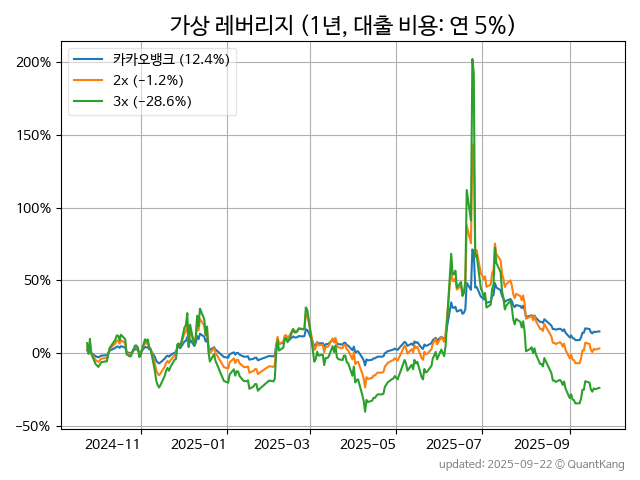 가상 레버리지 (1년, 대출 비용: 연 5%)
카카오뱅크 (12.4%)
2x (−1.2%)
3x (−28.6%)
200%
150%
100%
50%
0%
−50%
2024-11 2025-01 2025-03 2025-05 2025-07 2025-09
updated: 2025-09-22 © QuantKang